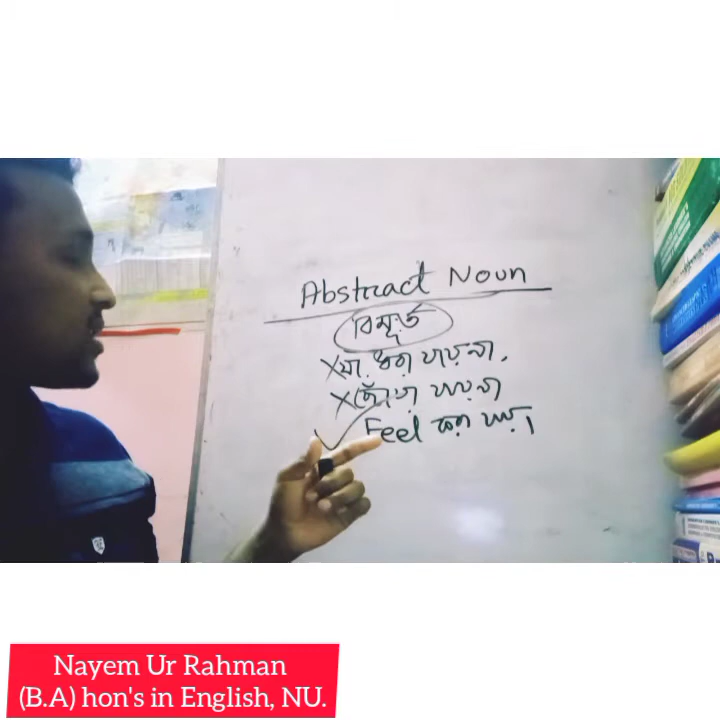 Abstract Noun
বিমূর্ত
যা ধরা যায় না,
ছোঁয়া যায় না
Feel করা যায়।
Nayem Ur Rahman
(B.A) hon's in English, NU.